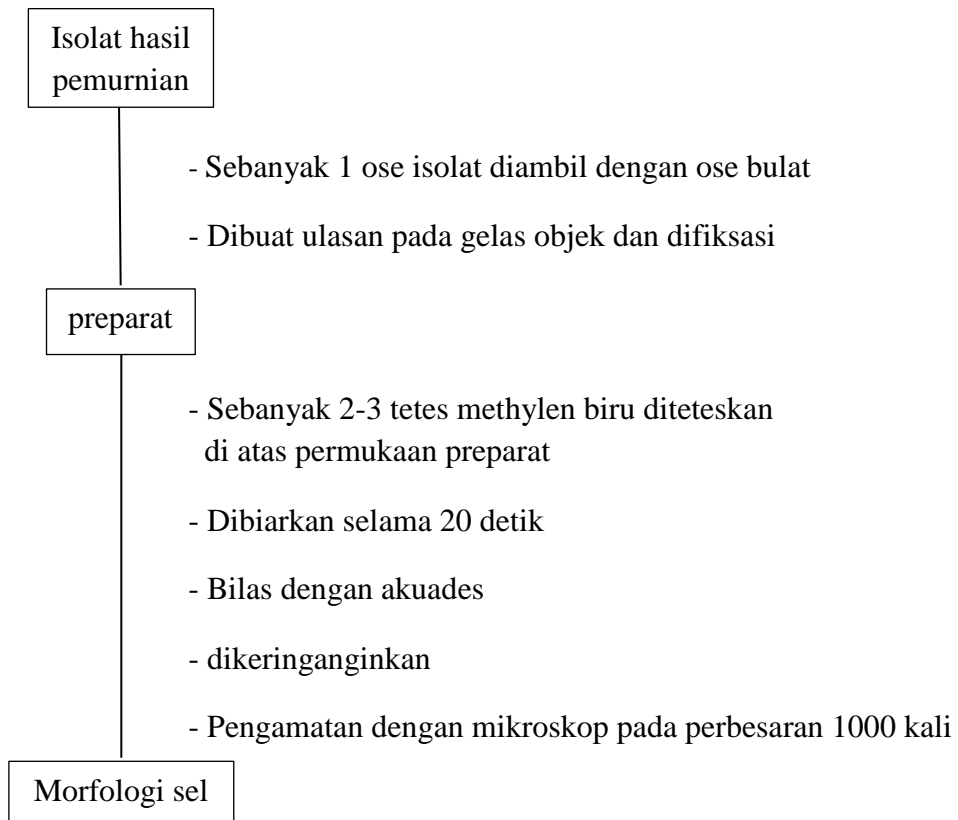 Isolat hasil
pemurnian
- Sebanyak 1 ose isolat diambil dengan ose bulat
- Dibuat ulasan pada gelas objek dan difiksasi
preparat
- Sebanyak 2-3 tetes methylen biru diteteskan
di atas permukaan preparat
- Dibiarkan selama 20 detik
- Bilas dengan akuades
- dikeringanginkan
- Pengamatan dengan mikroskop pada perbesaran 1000 kali
Morfologi sel